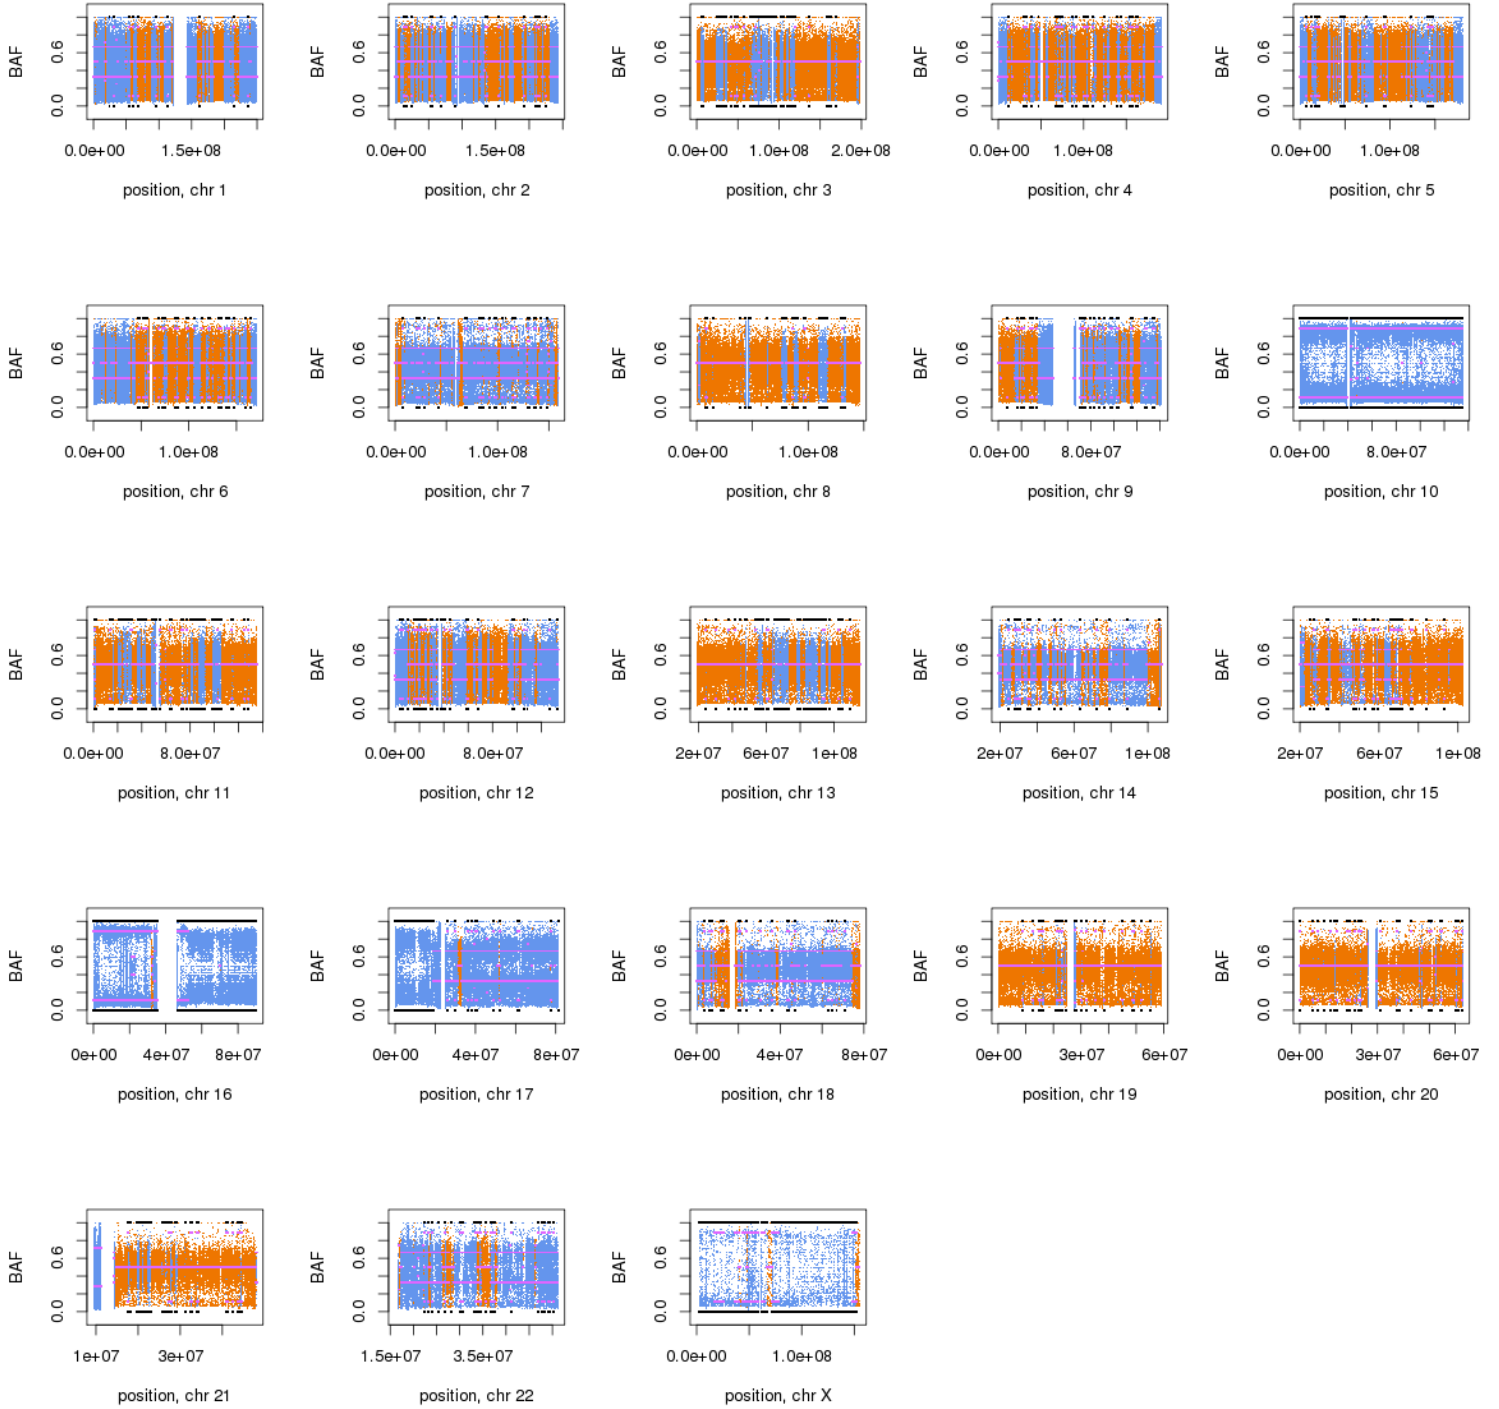 BAF 0.0 0.6 0.0e+00 1.5e+08 position, chr 1
BAF 0.0 0.6 0.0e+00 1.5e+08 position, chr 2
BAF 0.0 0.6 0.0e+00 1.0e+08 2.0e+08 position, chr 3
BAF 0.0 0.6 0.0e+00 1.0e+08 position, chr 4
BAF 0.0 0.6 0.0e+00 1.0e+08 position, chr 5
BAF 0.0 0.6 0.0e+00 1.0e+08 position, chr 6
BAF 0.0 0.6 0.0e+00 1.0e+08 position, chr 7
BAF 0.0 0.6 0.0e+00 1.0e+08 position, chr 8
BAF 0.0 0.6 0.0e+00 8.0e+07 position, chr 9
BAF 0.0 0.6 0.0e+00 8.0e+07 position, chr 10
BAF 0.0 0.6 0.0e+00 8.0e+07 position, chr 11
BAF 0.0 0.6 0.0e+00 8.0e+07 position, chr 12
BAF 0.0 0.6 2e+07 6e+07 1e+08 position, chr 13
BAF 0.0 0.6 2e+07 6e+07 1e+08 position, chr 14
BAF 0.0 0.6 2e+07 6e+07 1e+08 position, chr 15
BAF 0.0 0.6 0e+00 4e+07 8e+07 position, chr 16
BAF 0.0 0.6 0e+00 4e+07 8e+07 position, chr 17
BAF 0.0 0.6 0e+00 4e+07 8e+07 position, chr 18
BAF 0.0 0.6 0e+00 3e+07 6e+07 position, chr 19
BAF 0.0 0.6 0e+00 3e+07 6e+07 position, chr 20
BAF 0.0 0.6 1e+07 3e+07 position, chr 21
BAF 0.0 0.6 1.5e+07 3.5e+07 position, chr 22
BAF 0.0 0.6 0.0e+00 1.0e+08 position, chr X